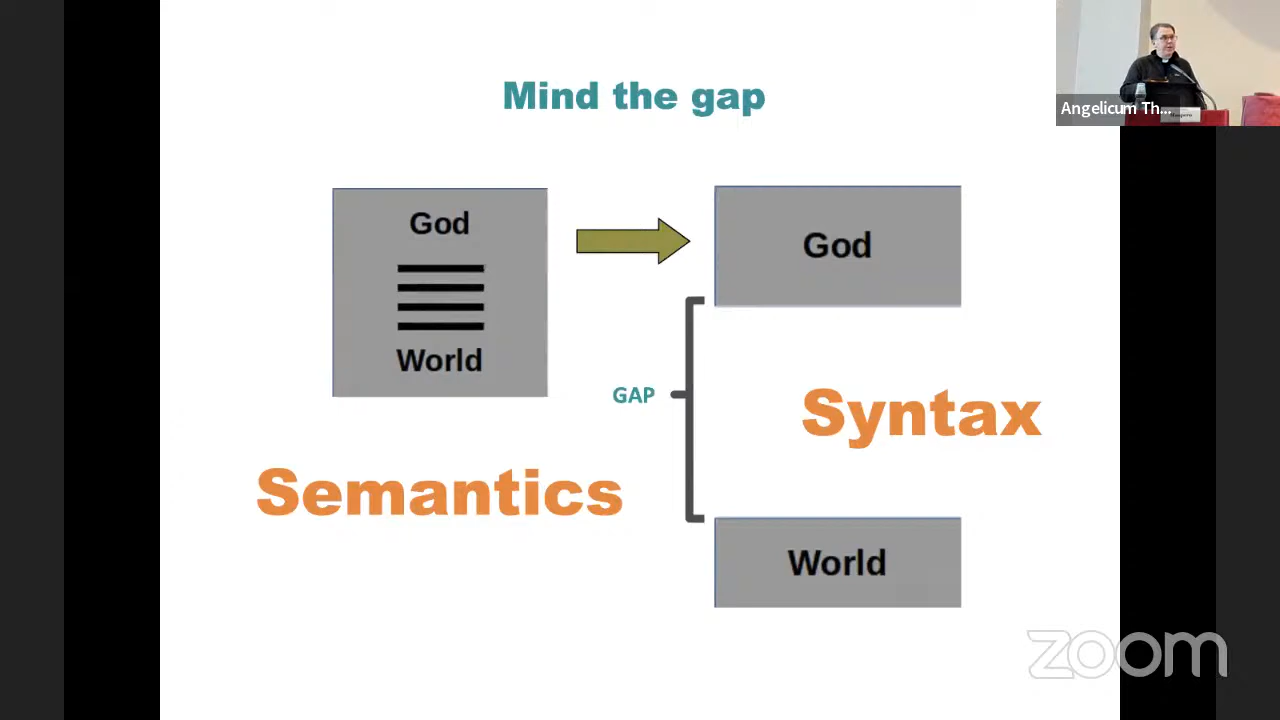 Mind the gap
Angelicum Th...
God
World
God
GAP
Syntax
Semantics
World
zoom